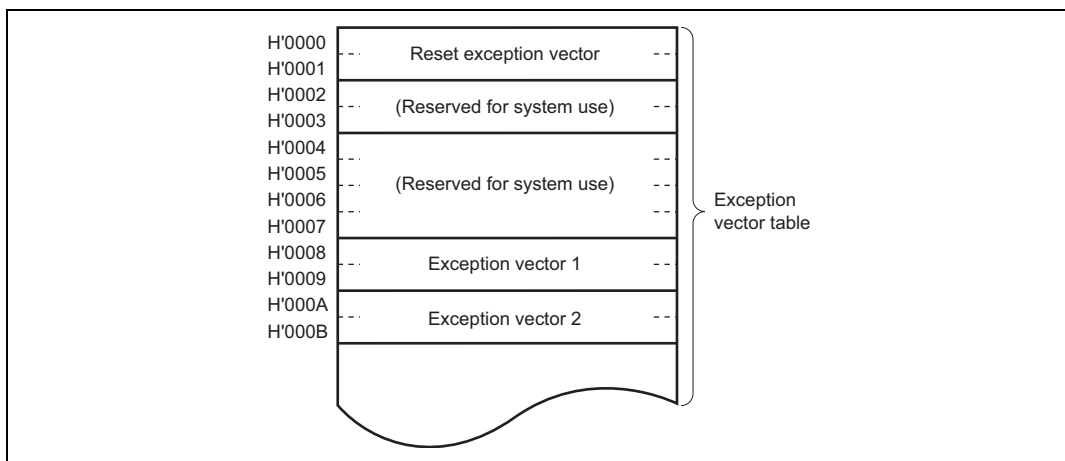 H'0000
Reset exception vector
H'0001
H'0002
(Reserved for system use)
H'0003
H'0004
H'0005
(Reserved for system use)
H'0006
H'0007
Exception
vector table
H'0008
Exception vector 1
H'0009
H'000A
Exception vector 2
H'000B